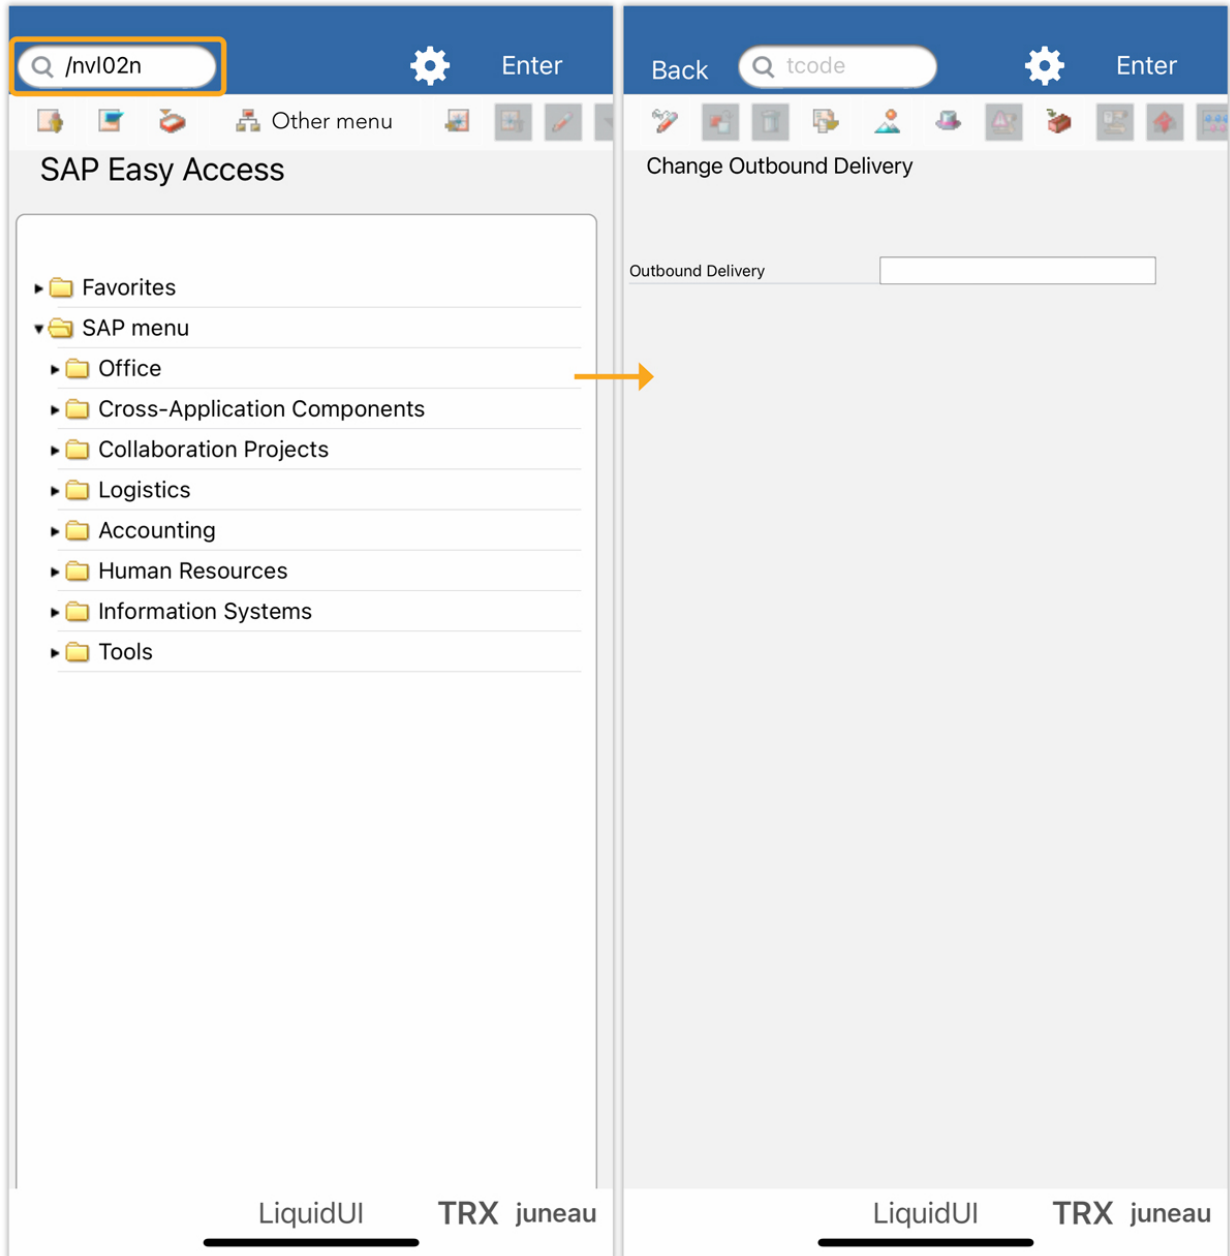 /nvl02n
Enter
Other menu
SAP Easy Access
Favorites
SAP menu
Office
Cross-Application Components
Collaboration Projects
Logistics
Accounting
Human Resources
Information Systems
Tools
LiquidUI TRX juneau
Back
tcode
Enter
Change Outbound Delivery
Outbound Delivery
LiquidUI TRX juneau